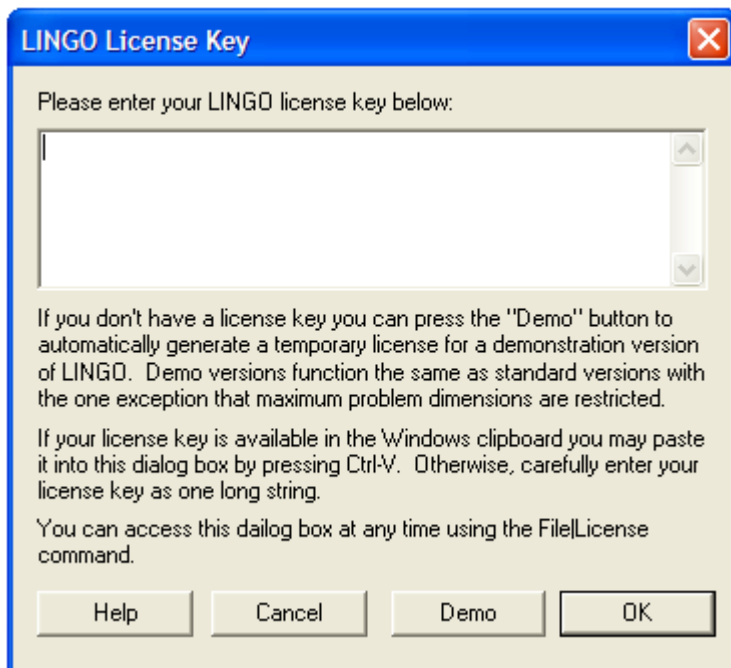 LINGO License Key
Please enter your LINGO license key below:
If you don't have a license key you can press the "Demo" button to
automatically generate a temporary license for a demonstration version
of LINGO.  Demo versions function the same as standard versions with
the one exception that maximum problem dimensions are restricted.
If your license key is available in the Windows clipboard you may paste
it into this dialog box by pressing Ctrl-V.  Otherwise, carefully enter your
license key as one long string.
You can access this dailog box at any time using the File|License
command.
Help Cancel Demo OK